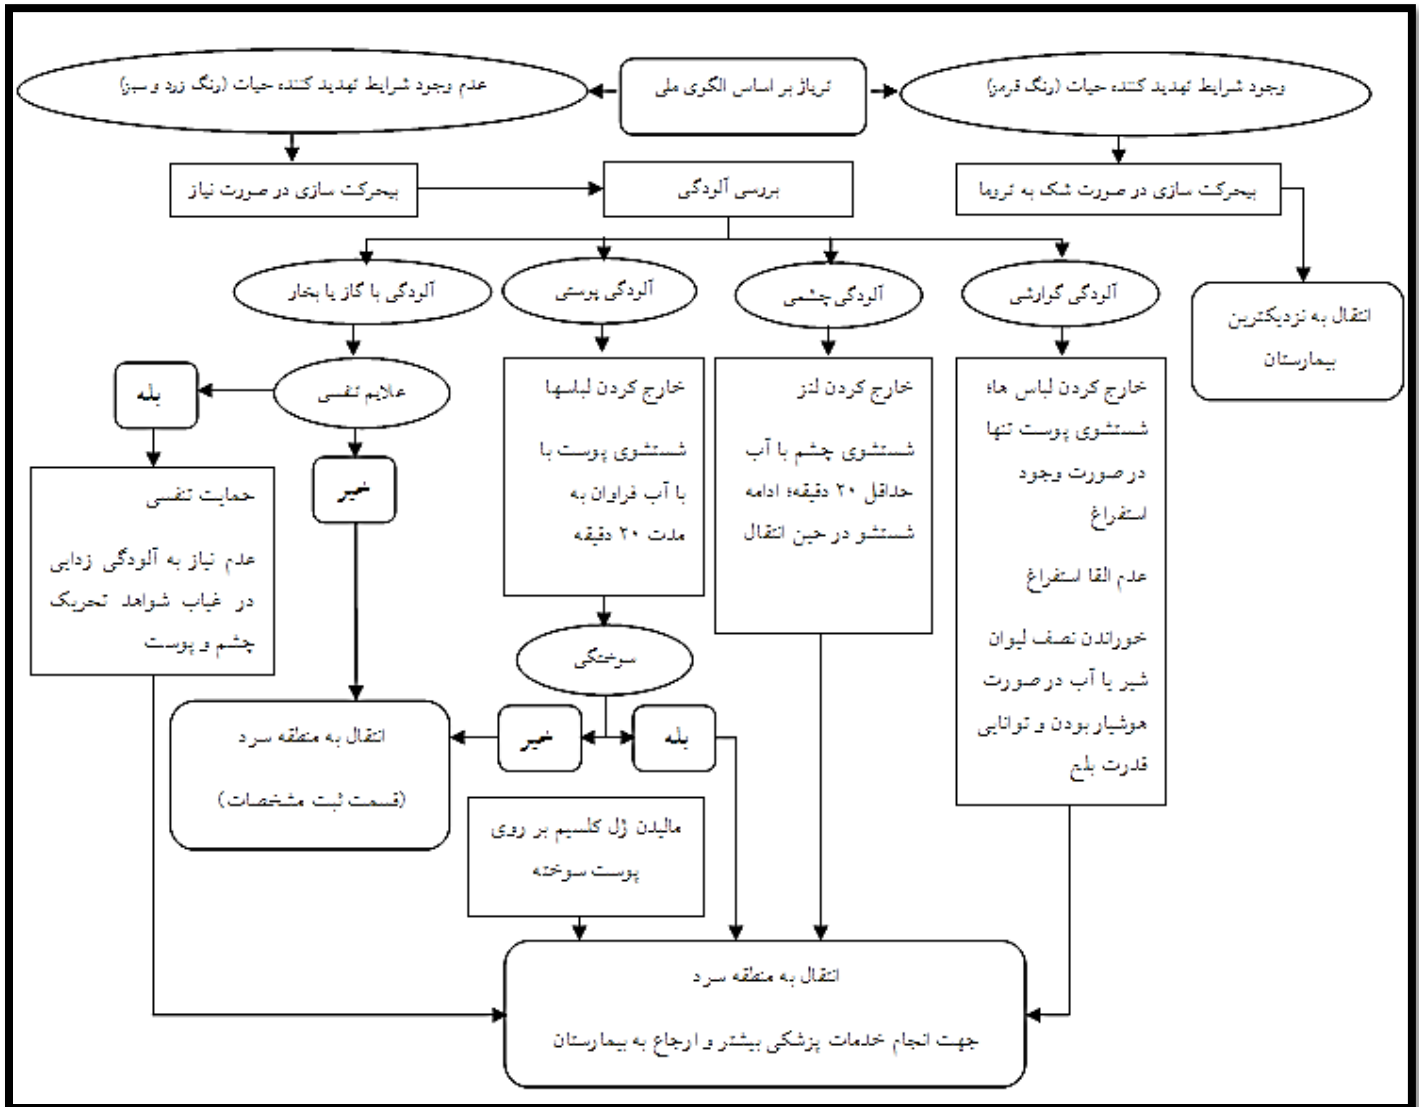 تریاژ بر اساس الگوی ملی
وجود شرایط تهدید کننده حیات (رنگ قرمز)
عدم وجود شرایط تهدید کننده حیات (رنگ زرد و سبز)
بیحرکت سازی در صورت شک به تروما
بررسی آلودگی
بیحرکت سازی در صورت نیاز
انتقال به نزدیکترین
بیمارستان
آلودگی گوارشی
آلودگی چشمی
آلودگی پوستی
آلودگی با گاز یا بخار
خارج کردن لباس ها؛
شستشوی پوست تنها
در صورت وجود
استفراغ
عدم القا استفراغ
خوراندن نصف لیوان
شیر یا آب در صورت
هوشیار بودن و توانایی
قدرت بلع
خارج کردن لنز
شستشوی چشم با آب
حداقل ۲۰ دقیقه؛ ادامه
شستشو در حین انتقال
خارج کردن لباسها
شستشوی پوست با
با آب فراوان به
مدت ۲۰ دقیقه
علایم تنفسی
بله
خیر
حمایت تنفسی
عدم نیاز به آلودگی زدایی
در غیاب شواهد تحریک
چشم و پوست
سوختگی
بله
خیر
انتقال به منطقه سرد
(قسمت ثبت مشخصات)
مالیدن ژل کلسیم بر روی
پوست سوخته
انتقال به منطقه سرد
جهت انجام خدمات پزشکی بیشتر و ارجاع به بیمارستان